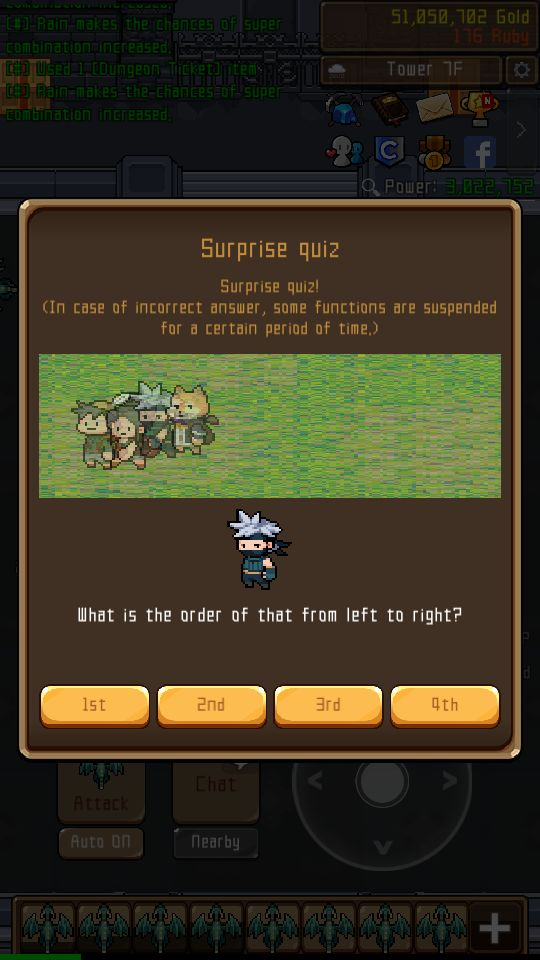 combination increased.
[#] Rain makes the chances of super
combination increased.
[#] Used 1 [Dungeon Ticket] item
[#] Rain makes the chances of super
combination increased.
51,050,702 Gold
176 Ruby
Tower 7F
N
C
1
f
Power: 3,022,752
Surprise quiz
Surprise quiz!
(In case of incorrect answer, some functions are suspended
for a certain period of time.)
What is the order of that from left to right?
1st 2nd 3rd 4th
Attack Chat
Auto ON Nearby